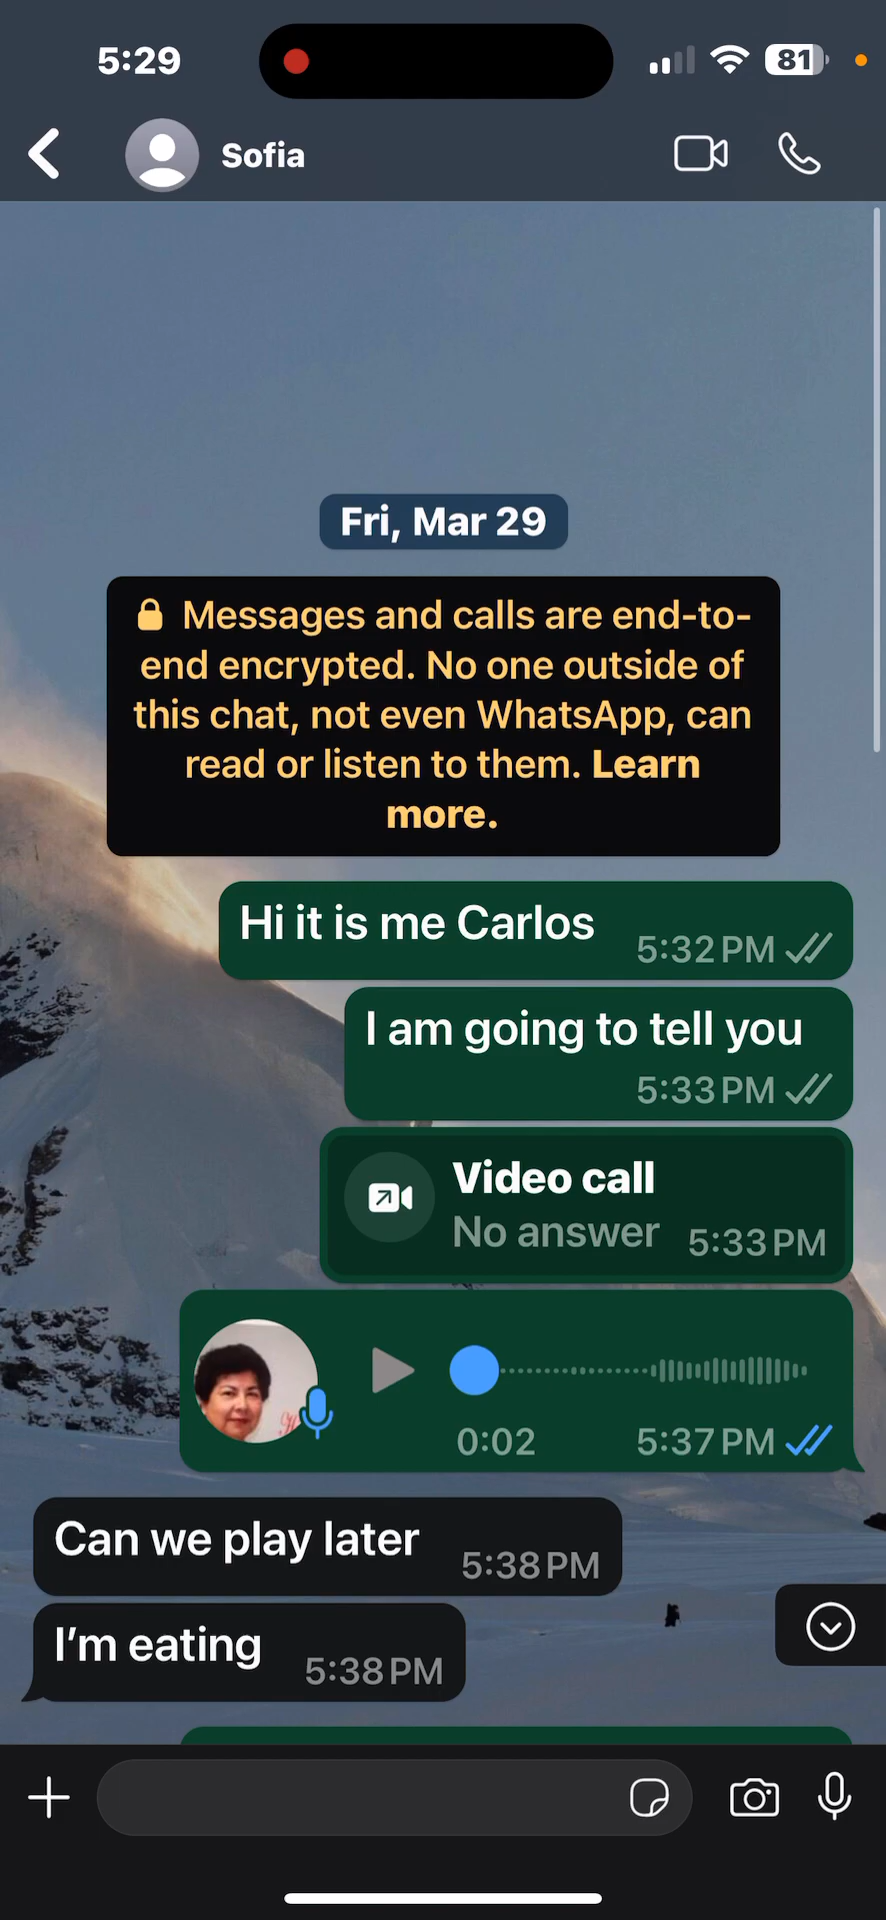 5:29
81
Sofia
Fri, Mar 29
Messages and calls are end-to-
end encrypted. No one outside of
this chat, not even WhatsApp, can
read or listen to them. Learn
more.
Hi it is me Carlos
5:32 PM
I am going to tell you
5:33 PM
Video call
No answer 5:33 PM
0:02 5:37 PM
Can we play later
5:38 PM
I’m eating
5:38 PM